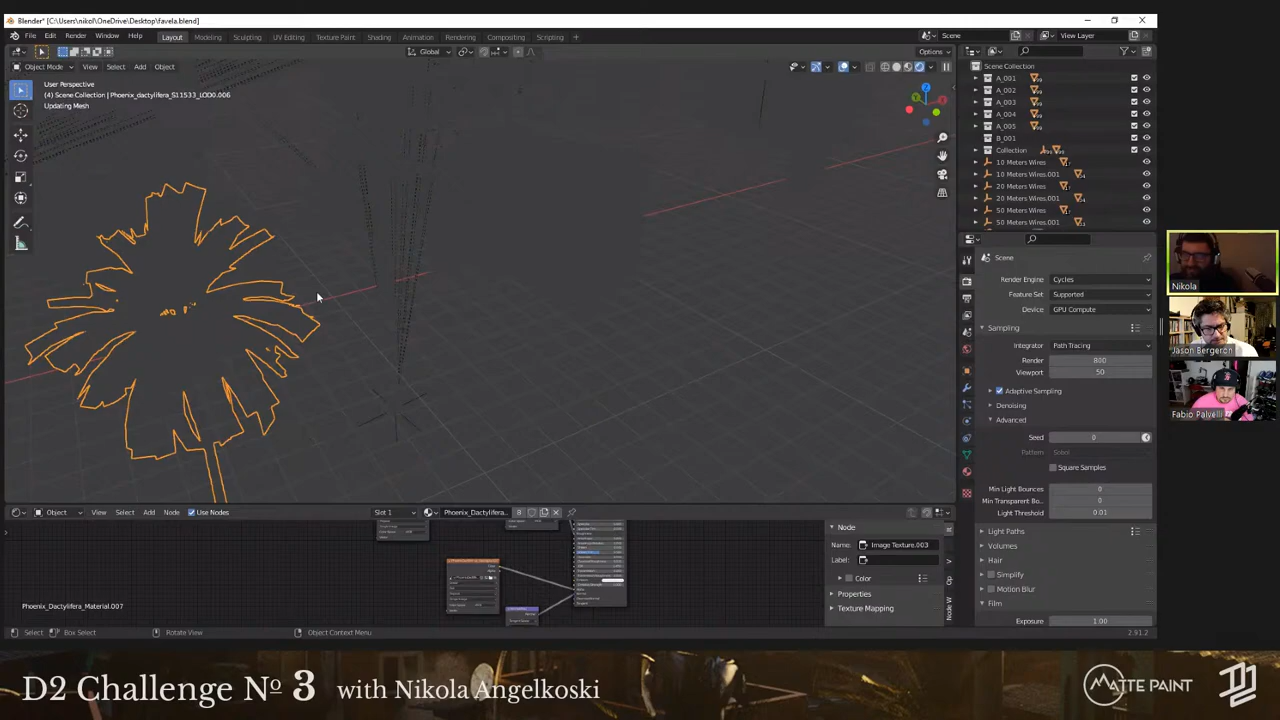 Blender* [C:\Users\nikol\OneDrive\Desktop\favela.blend]
File Edit Render Window Help Layout Modeling Sculpting UV Editing Texture Paint Shading Animation Rendering Compositing Scripting + Scene View Layer
Global Options
Object Mode View Select Add Object
User Perspective
(4) Scene Collection | Phoenix_dactylifera_S11533_LOD0.006
Updating Mesh
Scene Collection
A_001
A_002
A_003
A_004
A_005
B_001
Collection
10 Meters Wires
10 Meters Wires.001
20 Meters Wires
20 Meters Wires.001
50 Meters Wires
50 Meters Wires.001
Scene
Render Engine Cycles
Feature Set Supported
Device GPU Compute
Sampling
Integrator Path Tracing
Render 800
Viewport 50
Adaptive Sampling
Denoising
Advanced
Seed 0
Pattern Sobol
Square Samples
Min Light Bounces 0
Min Transparent Bo... 0
Light Threshold 0.01
Light Paths
Volumes
Hair
Simplify
Motion Blur
Film
Exposure 1.00
Object View Select Add Node Use Nodes Slot 1 Phoenix_Dactylifer... 3
Node
Name: Image Texture.003
Label:
Color
Properties
Texture Mapping
Phoenix_Dactylifera_Material.007
Select Box Select Rotate View Object Context Menu 2.91.2
Nikola
Jason Bergeron
Fabio Palvelli
D2 Challenge Nº 3 with Nikola Angelkoski
MATTE PAINT